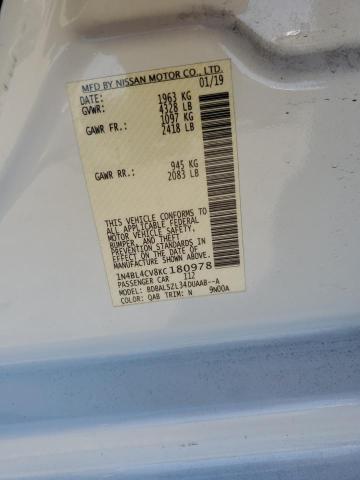 MFD BY NISSAN MOTOR CO., LTD.
DATE: 01/19
GVWR: 1963 KG
4328 LB
GAWR FR.: 1097 KG
2418 LB
GAWR RR.: 945 KG
2083 LB
THIS VEHICLE CONFORMS TO
ALL APPLICABLE FEDERAL
MOTOR VEHICLE SAFETY,
BUMPER, AND THEFT
PREVENTION STANDARDS IN
EFFECT ON THE DATE OF
MANUFACTURE SHOWN ABOVE.
1N4BL4CV8KC180978
PASSENGER CAR 112
MODEL: BDBALSZL34DUAAB--A
COLOR: QAB TRIM: N 9N00A